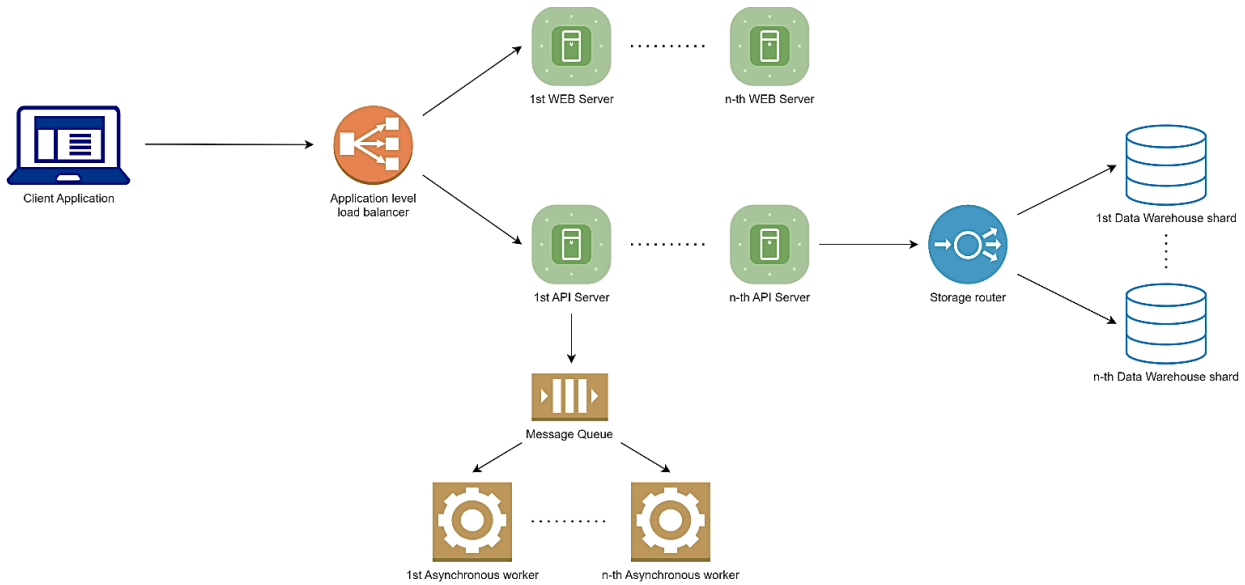 1st WEB Server
n-th WEB Server
Client Application
Application level
load balancer
1st Data Warehouse shard
1st API Server
n-th API Server
Storage router
n-th Data Warehouse shard
Message Queue
1st Asynchronous worker
n-th Asynchronous worker